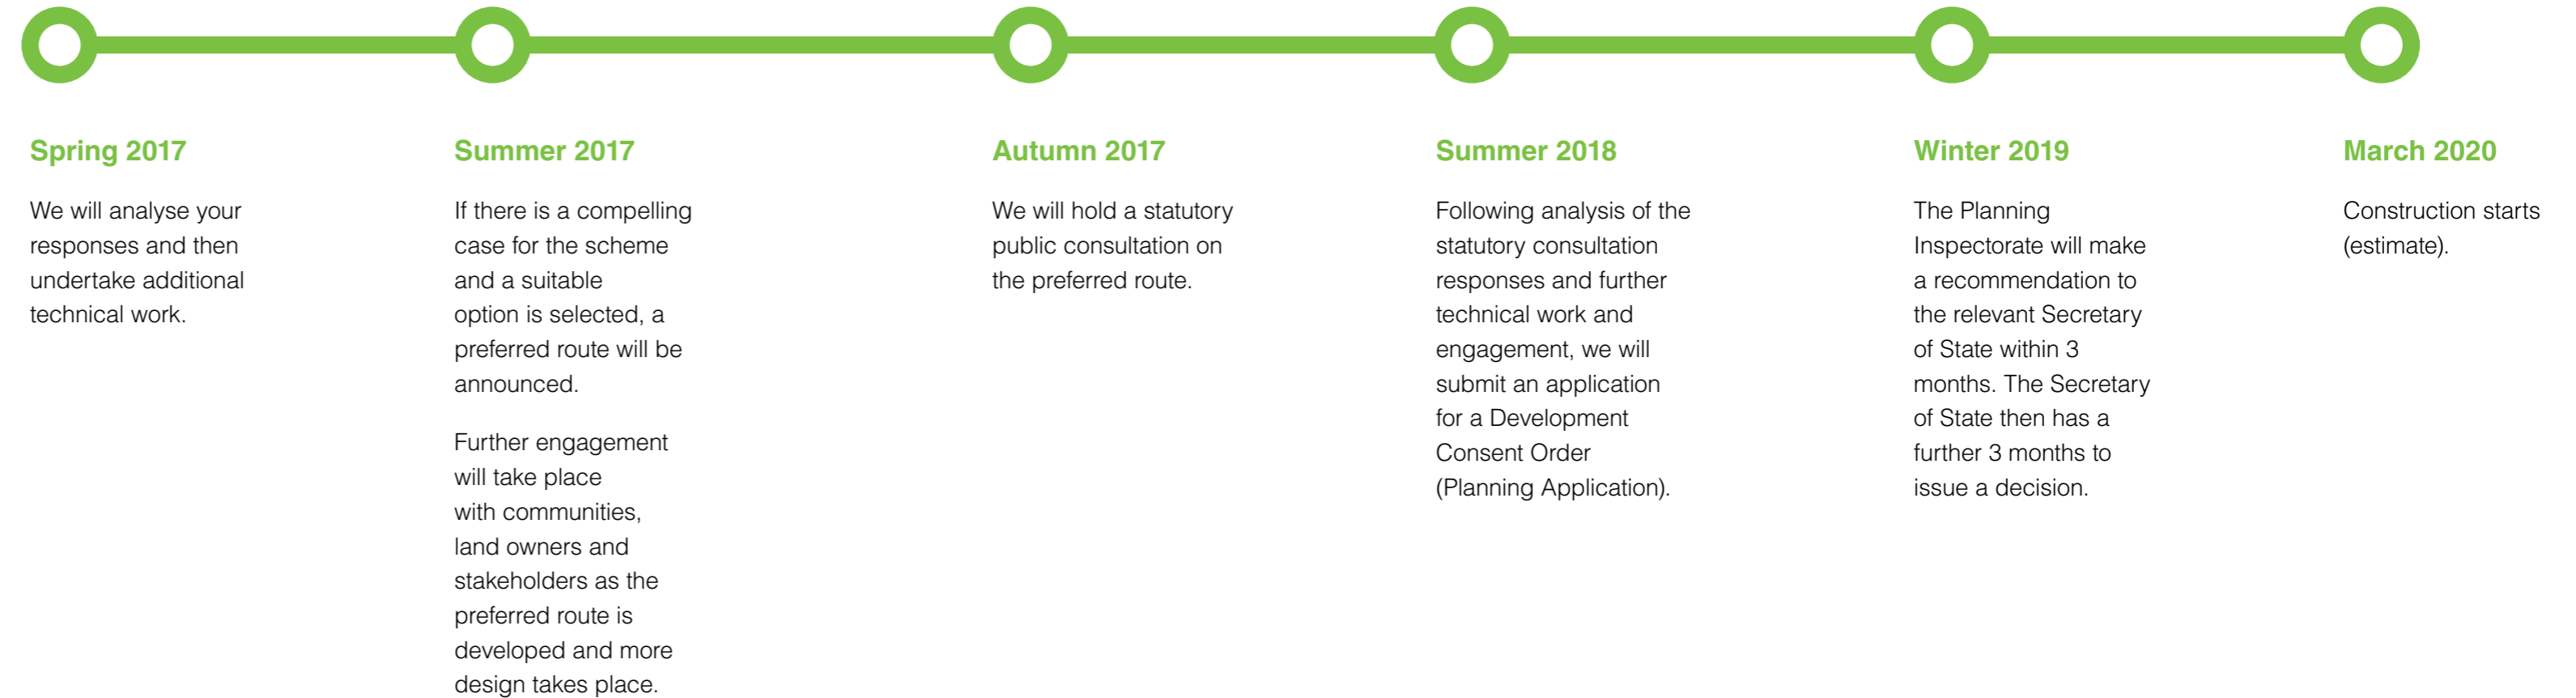 Spring 2017
We will analyse your
responses and then
undertake additional
technical work.
Summer 2017
If there is a compelling
case for the scheme
and a suitable
option is selected, a
preferred route will be
announced.
Further engagement
will take place
with communities,
land owners and
stakeholders as the
preferred route is
developed and more
design takes place.
Autumn 2017
We will hold a statutory
public consultation on
the preferred route.
Summer 2018
Following analysis of the
statutory consultation
responses and further
technical work and
engagement, we will
submit an application
for a Development
Consent Order
(Planning Application).
Winter 2019
The Planning
Inspectorate will make
a recommendation to
the relevant Secretary
of State within 3
months. The Secretary
of State then has a
further 3 months to
issue a decision.
March 2020
Construction starts
(estimate).